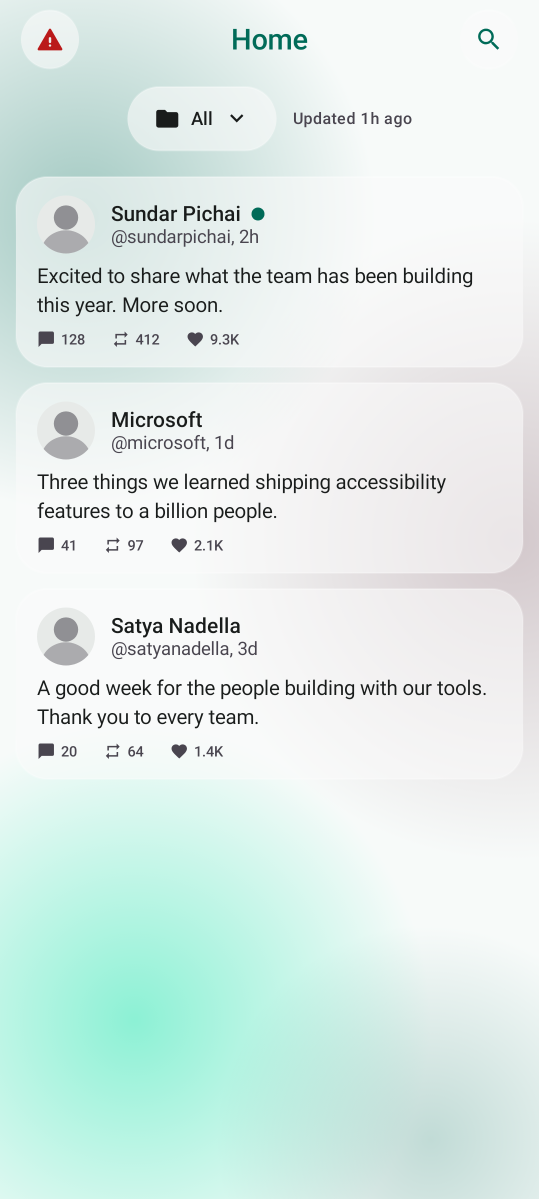 Home
All
Updated 1h ago
Sundar Pichai
@sundarpichai, 2h
Excited to share what the team has been building
this year. More soon.
128 412 9.3K
Microsoft
@microsoft, 1d
Three things we learned shipping accessibility
features to a billion people.
41 97 2.1K
Satya Nadella
@satyanadella, 3d
A good week for the people building with our tools.
Thank you to every team.
20 64 1.4K